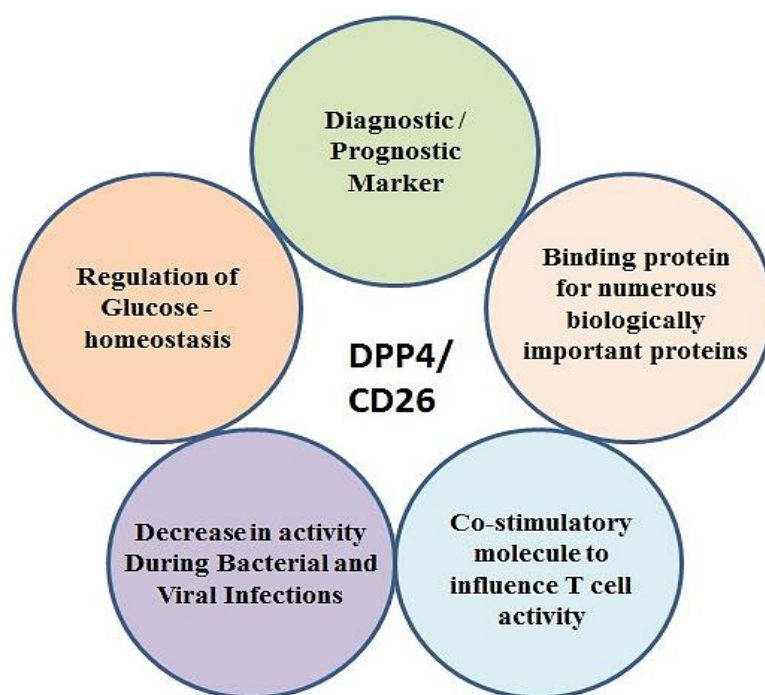 Diagnostic /
Prognostic
Marker
Regulation of
Glucose -
homeostasis
Binding protein
for numerous
biologically
important proteins
DPP4/
CD26
Decrease in activity
During Bacterial and
Viral Infections
Co-stimulatory
molecule to
influence T cell
activity